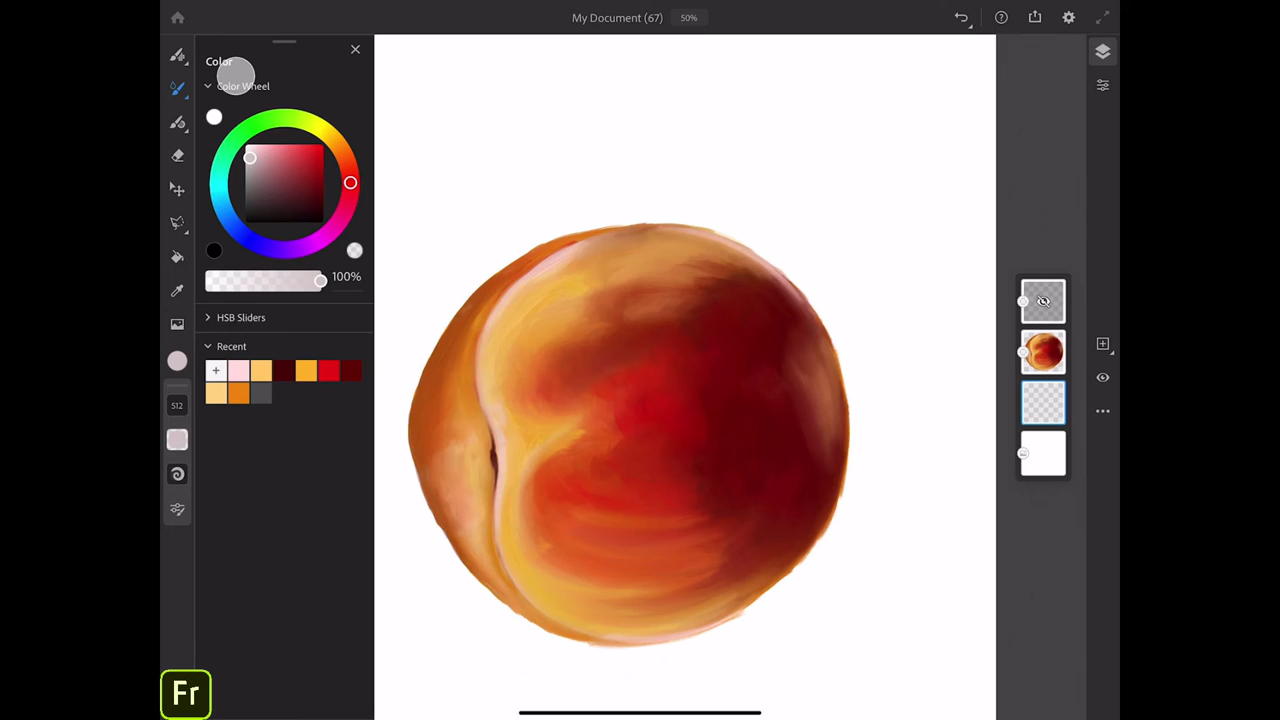 My Document (67) 50%
Color
Color Wheel
100%
HSB Sliders
Recent
512
Fr